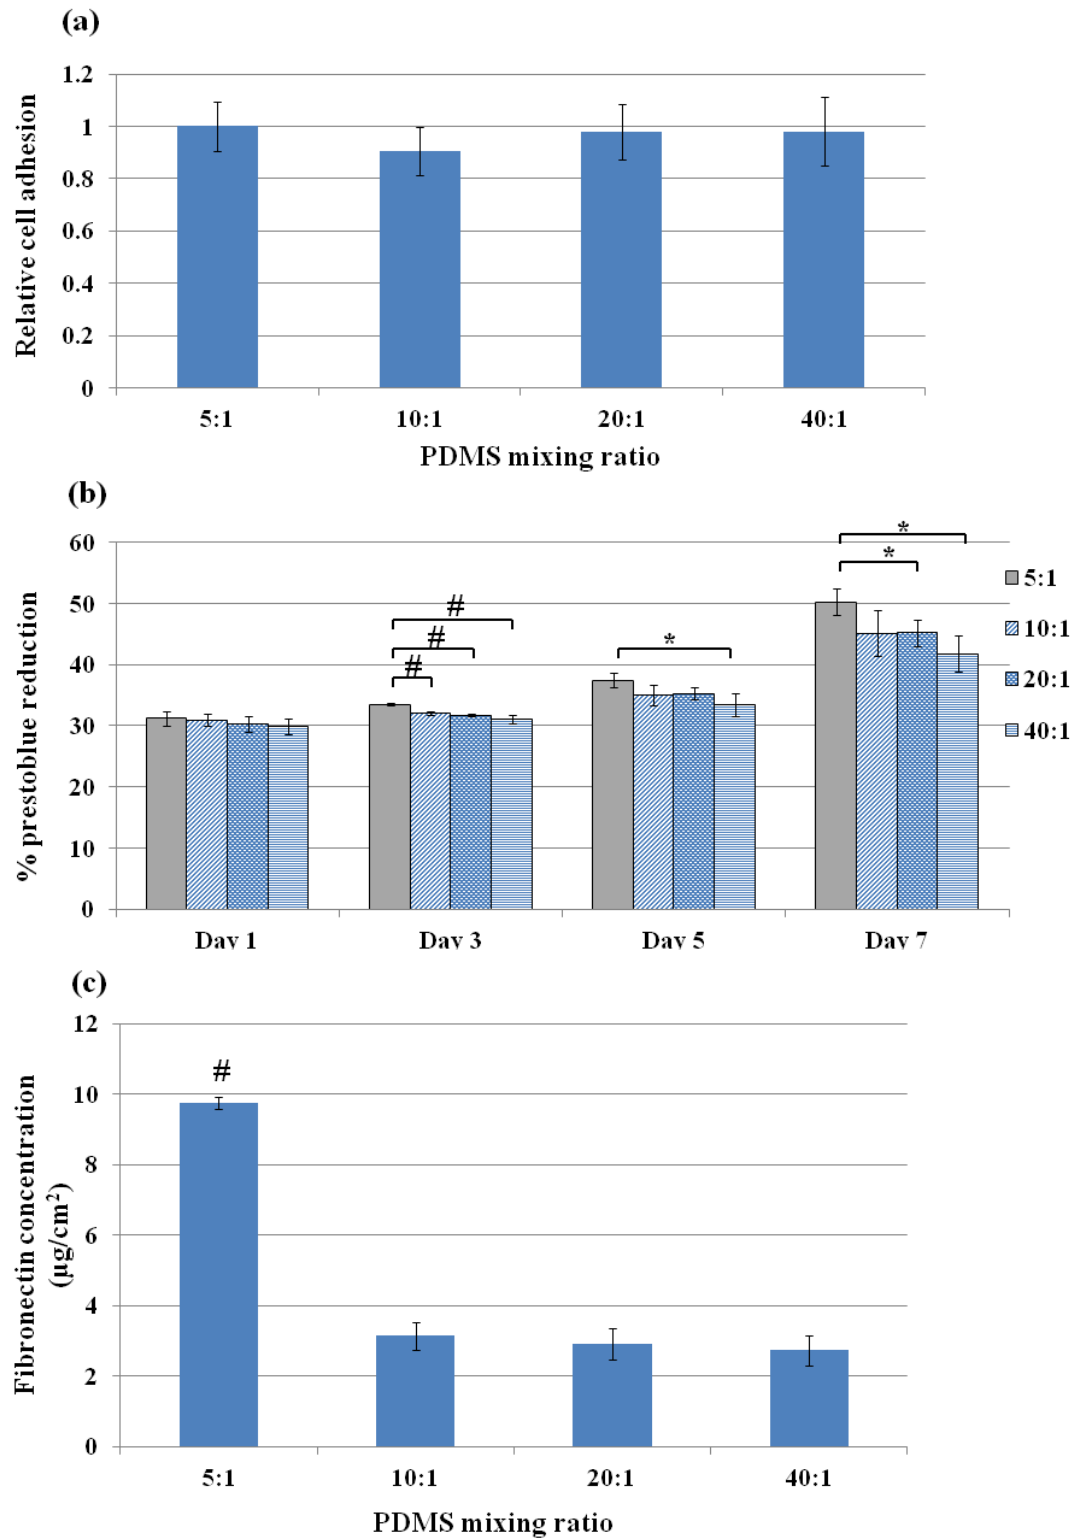 (a)
1.2
1
0.8
0.6
0.4
0.2
0
Relative cell adhesion
5:1 10:1 20:1 40:1
PDMS mixing ratio
(b)
60
50
40
30
20
10
0
% prestoblue reduction
* *
# # #
*
5:1
10:1
20:1
40:1
Day 1 Day 3 Day 5 Day 7
(c)
12
10
8
6
4
2
0
Fibronectin concentration
(µg/cm²)
#
5:1 10:1 20:1 40:1
PDMS mixing ratio